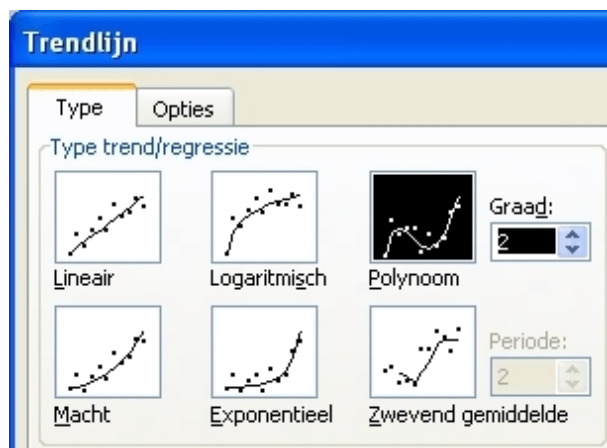 Trendlijn
Type Opties
Type trend/regressie
Graad:
2
Lineair Logaritmisch Polynoom
Periode:
2
Macht Exponentieel Zwevend gemiddelde